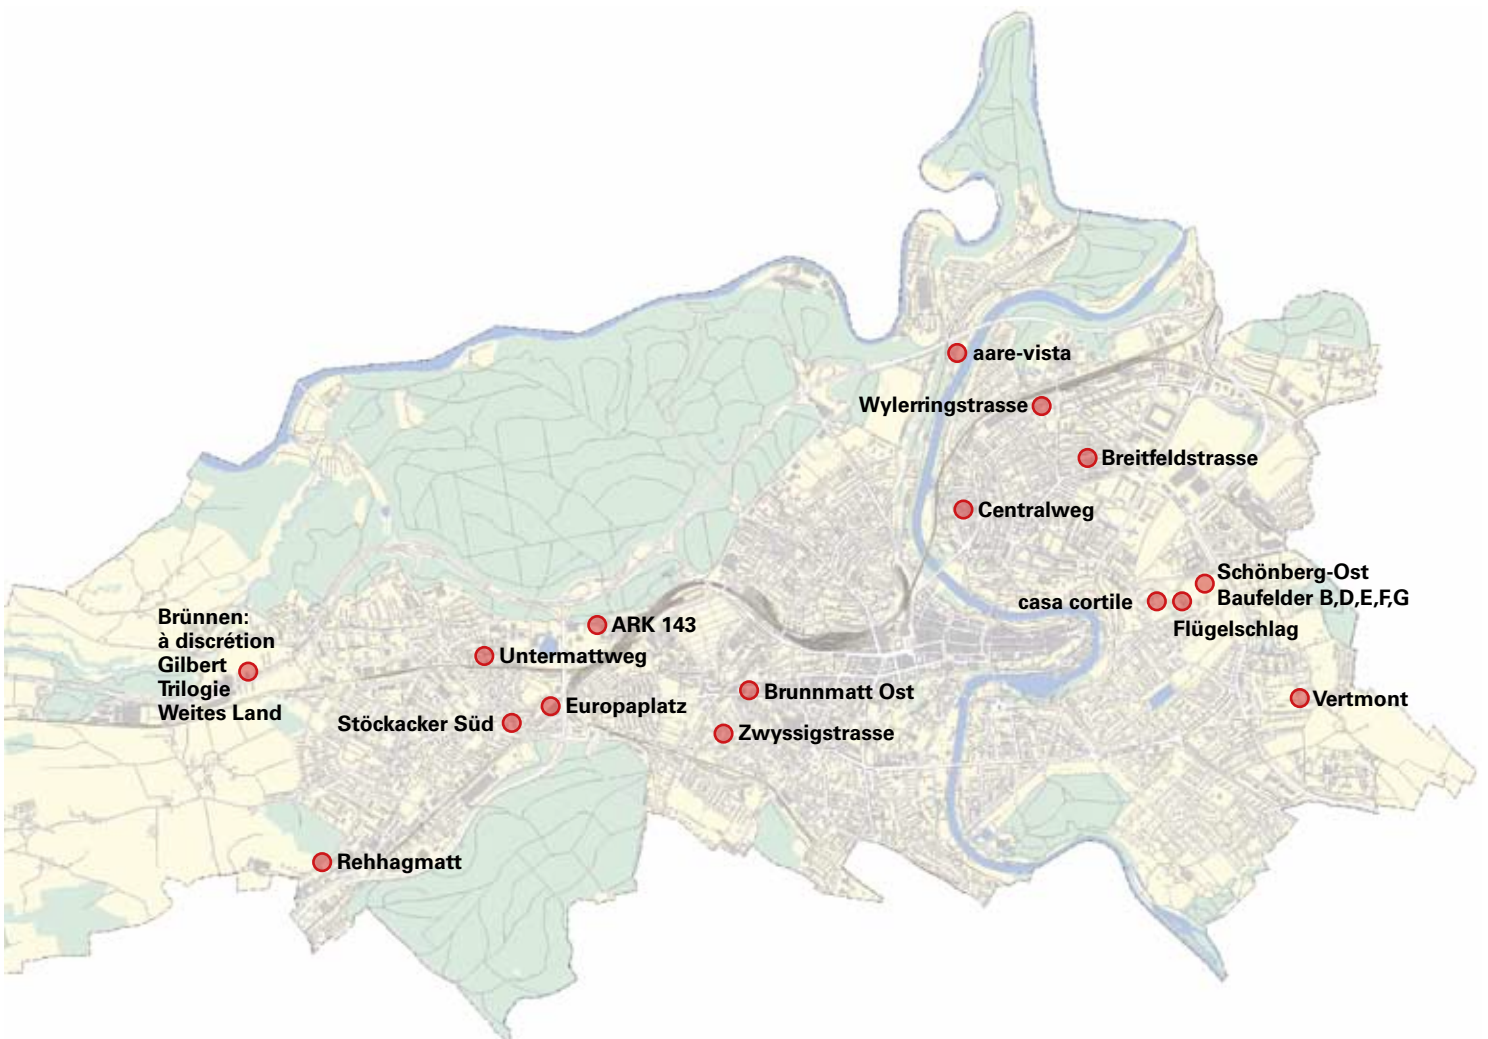 aare-vista
Wylerringstrasse
Breitfeldstrasse
Centralweg
Schönberg-Ost
Baufelder B,D,E,F,G
casa cortile
Flügelschlag
Brünnen:
à discrétion
Gilbert
Trilogie
Weites Land
ARK 143
Untermattweg
Europaplatz
Stöckacker Süd
Brunnmatt Ost
Zwyssigstrasse
Vertmont
Rehhagmatt